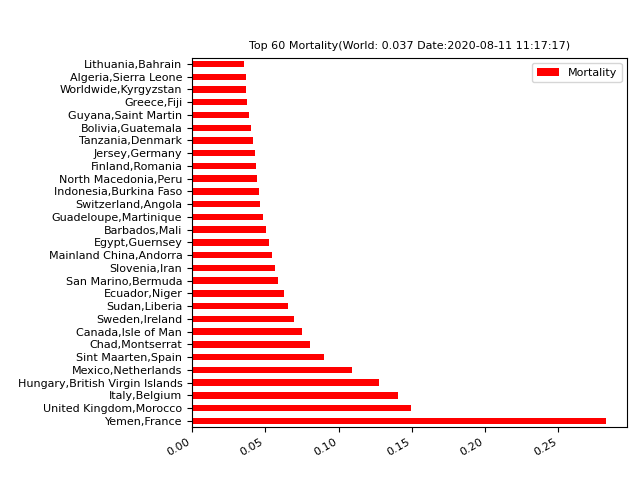 Top 60 Mortality(World: 0.037 Date:2020-08-11 11:17:17)
Mortality
Lithuania,Bahrain
Algeria,Sierra Leone
Worldwide,Kyrgyzstan
Greece,Fiji
Guyana,Saint Martin
Bolivia,Guatemala
Tanzania,Denmark
Jersey,Germany
Finland,Romania
North Macedonia,Peru
Indonesia,Burkina Faso
Switzerland,Angola
Guadeloupe,Martinique
Barbados,Mali
Egypt,Guernsey
Mainland China,Andorra
Slovenia,Iran
San Marino,Bermuda
Ecuador,Niger
Sudan,Liberia
Sweden,Ireland
Canada,Isle of Man
Chad,Montserrat
Sint Maarten,Spain
Mexico,Netherlands
Hungary,British Virgin Islands
Italy,Belgium
United Kingdom,Morocco
Yemen,France
0.00 0.05 0.10 0.15 0.20 0.25